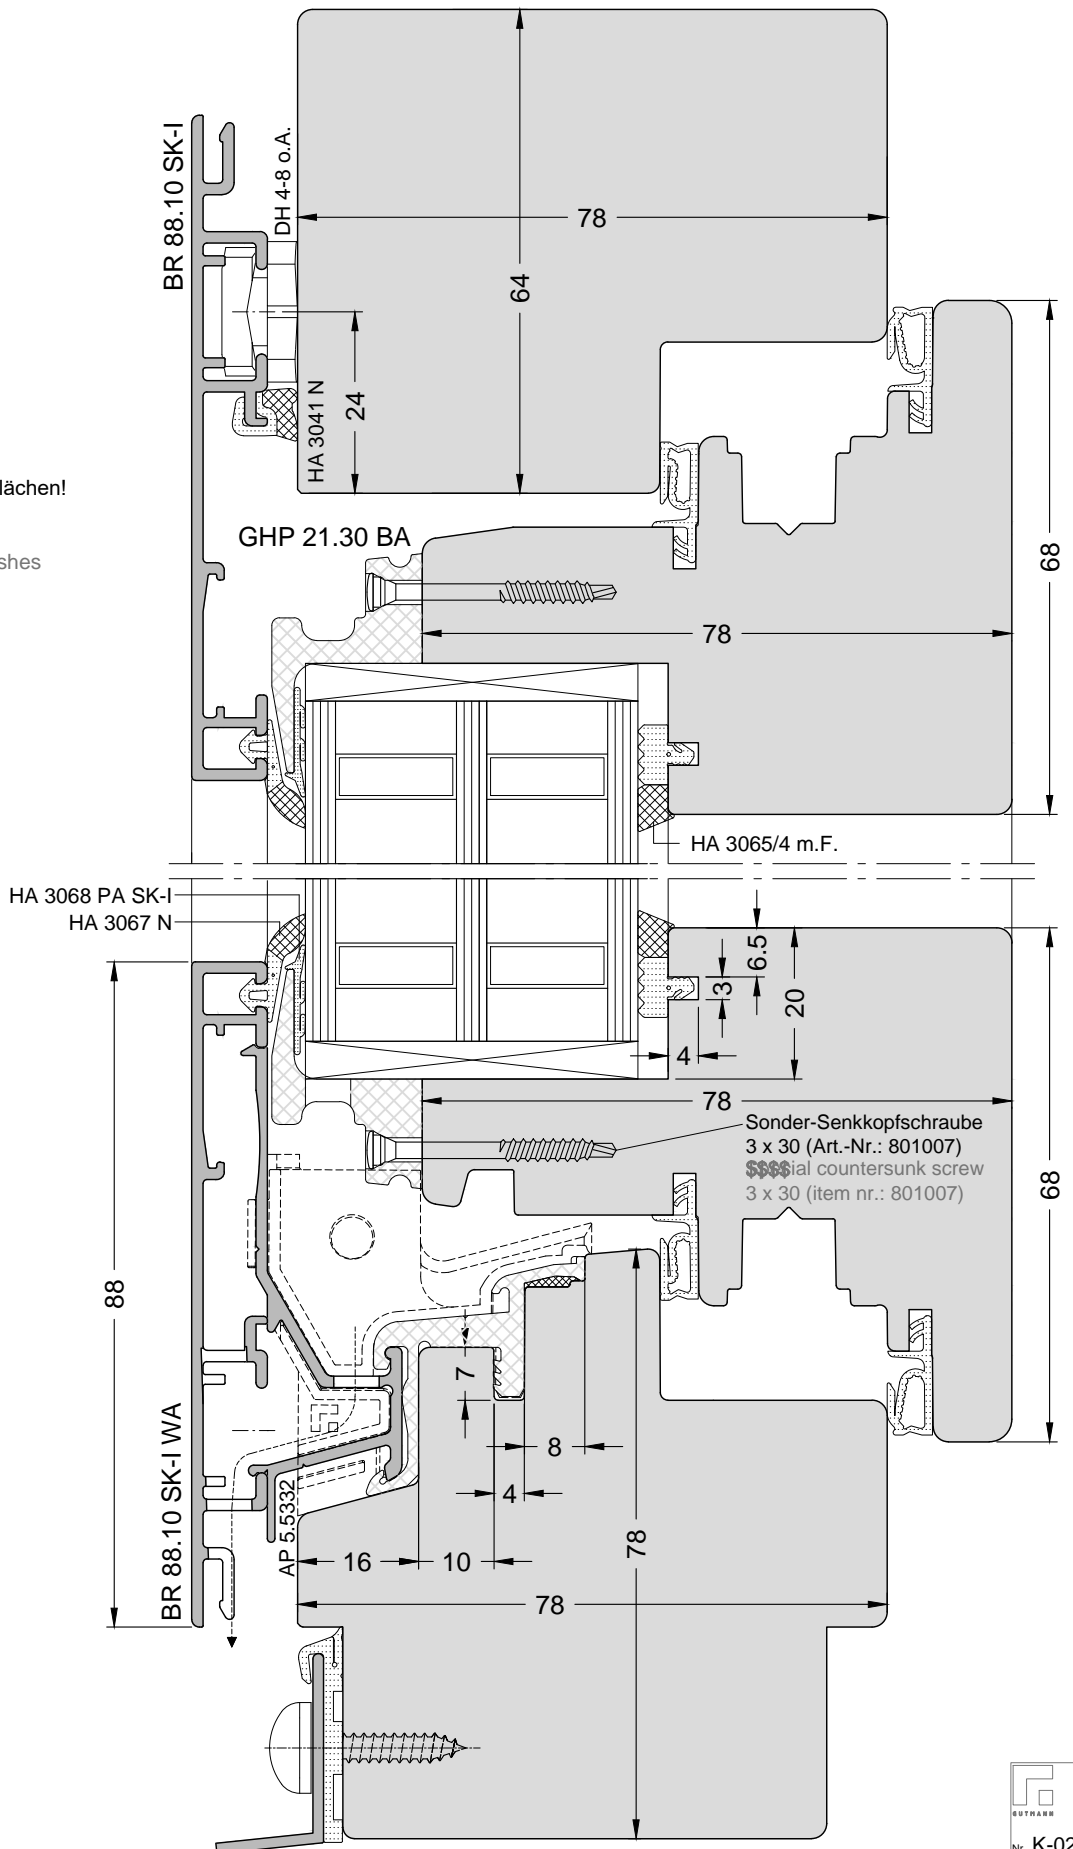 BR 88.10 SK-I
DH 4-8 o.A.
78
64
24
HA 3041 N
lächen!
shes
GHP 21.30 BA
68
78
HA 3065/4 m.F.
HA 3068 PA SK-I
HA 3067 N
6.5
3
20
4
78
Sonder-Senkkopfschraube
3 x 30 (Art.-Nr.: 801007)
$$$$ial countersunk screw
3 x 30 (item nr.: 801007)
68
88
7
8
4
BR 88.10 SK-I WA
AP 5.5332
16
10
78
78
GUTMANN
Nr. K-02